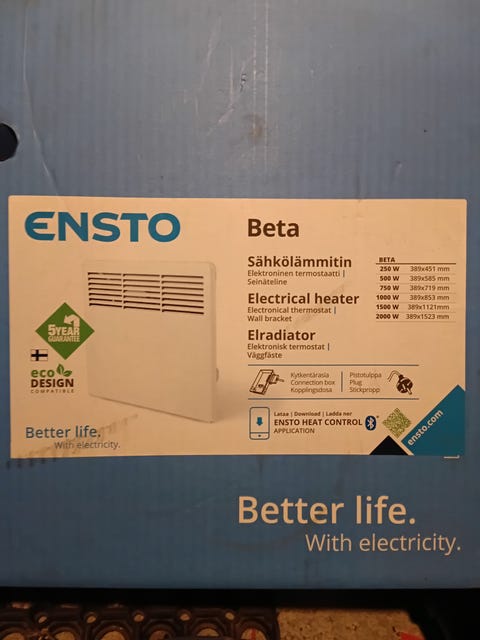 ENSTO
Beta
Sähkölämmitin
Elektroninen termostaatti |
Seinäteline
Electrical heater
Electronical thermostat |
Wall bracket
Elradiator
Elektronisk termostat |
Väggfäste
BETA
250 W 389x451 mm
500 W 389x585 mm
750 W 389x719 mm
1000 W 389x853 mm
1500 W 389x1121mm
2000 W 389x1523 mm
5 YEAR
GUARANTEE
eco
DESIGN
COMPATIBLE
Kytkentärasia
Connection box
Kopplingsdosa
Pistotulppa
Plug
Stickpropp
Lataa | Download | Ladda ner
ENSTO HEAT CONTROL
APPLICATION
ensto.com
Better life.
With electricity.
Better life.
With electricity.